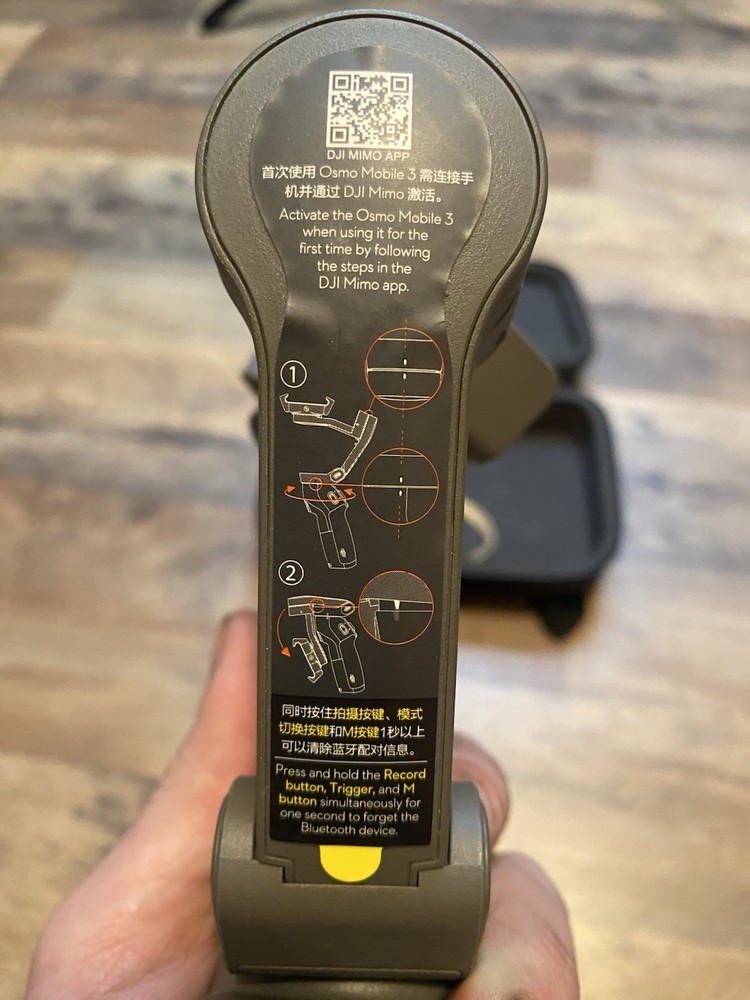 DJI MIMO APP
首次使用 Osmo Mobile 3 需连接手
机并通过 DJI Mimo 激活。
Activate the Osmo Mobile 3
when using it for the
first time by following
the steps in the
DJI Mimo app.
1
2
同时按住拍摄按键、模式
切换按键和M按键1秒以上
可以清除蓝牙配对信息。
Press and hold the Record
button, Trigger, and M
button simultaneously for
one second to forget the
Bluetooth device.